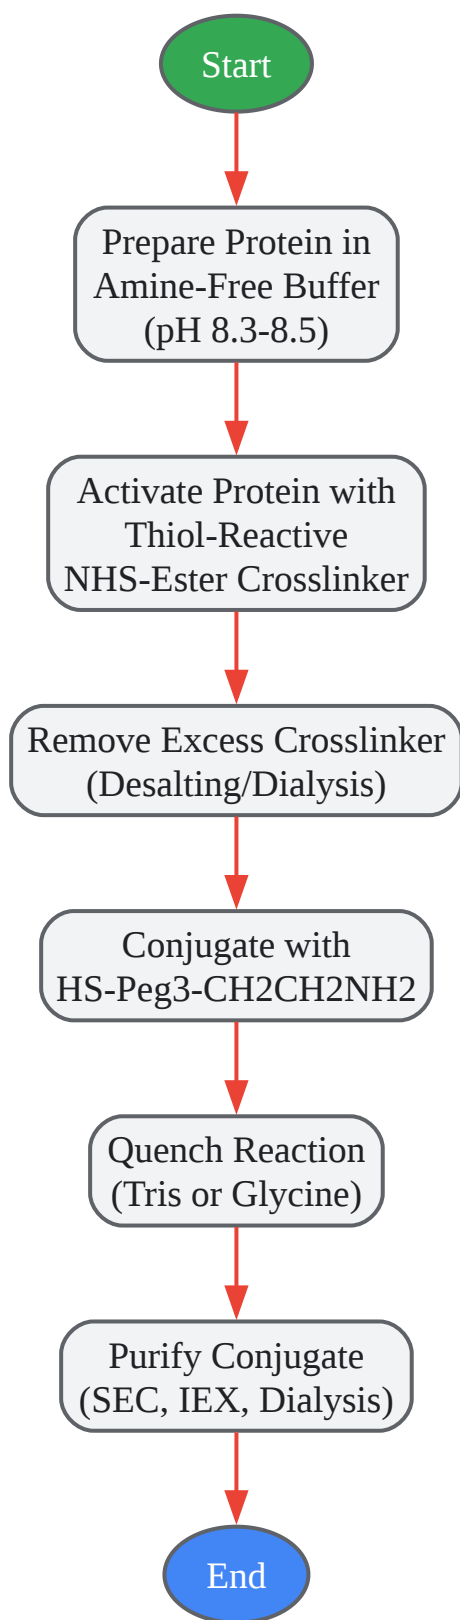 Start
Prepare Protein in
Amine-Free Buffer
(pH 8.3-8.5)
Activate Protein with
Thiol-Reactive
NHS-Ester Crosslinker
Remove Excess Crosslinker
(Desalting/Dialysis)
Conjugate with
HS-Peg3-CH2CH2NH2
Quench Reaction
(Tris or Glycine)
Purify Conjugate
(SEC, IEX, Dialysis)
End